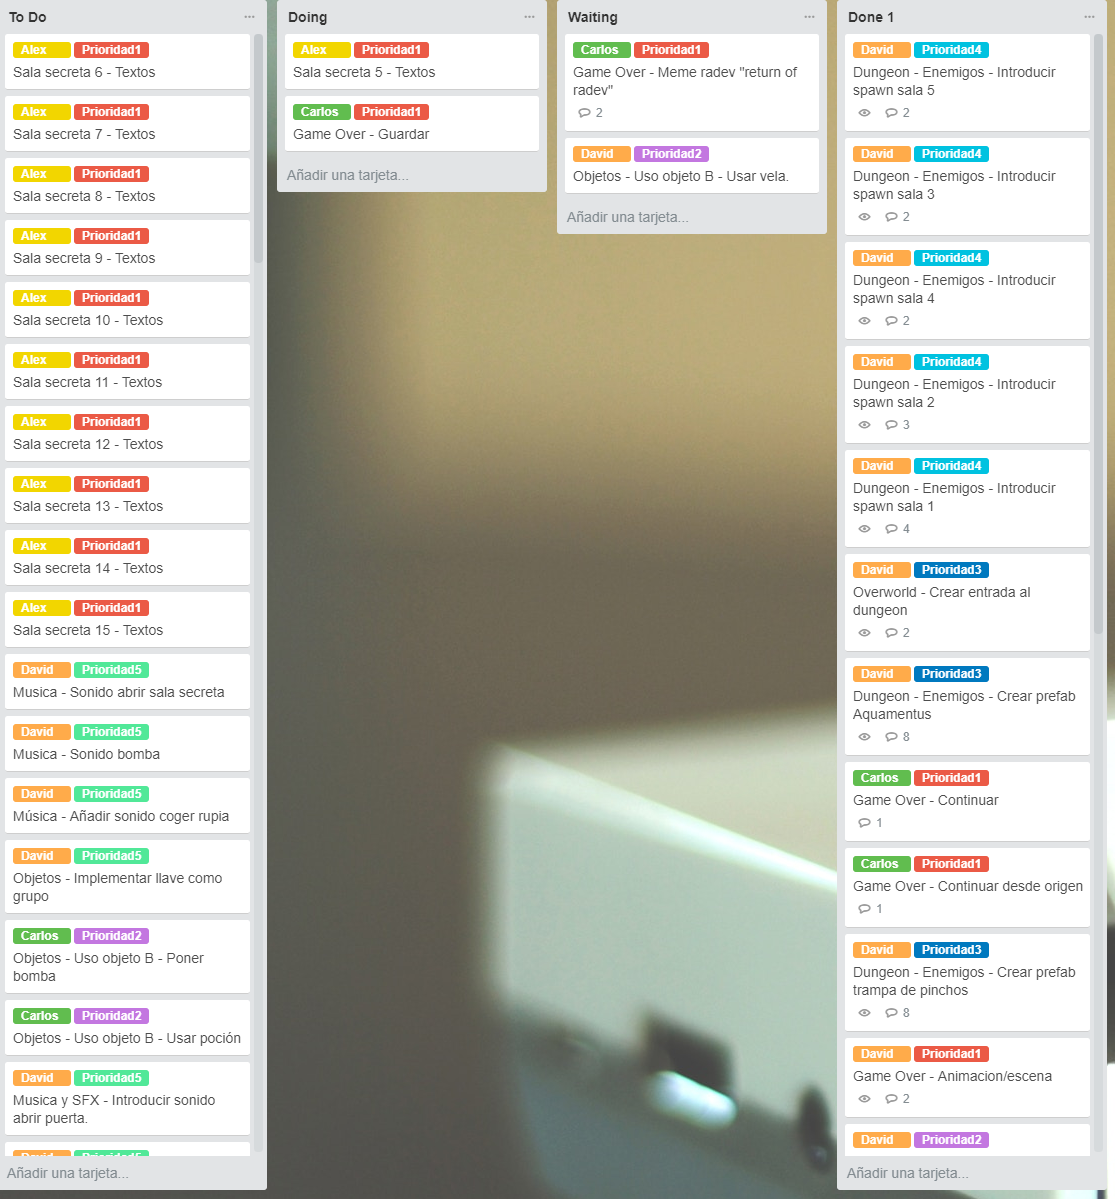 To Do
Alex Prioridad1
Sala secreta 6 - Textos
Alex Prioridad1
Sala secreta 7 - Textos
Alex Prioridad1
Sala secreta 8 - Textos
Alex Prioridad1
Sala secreta 9 - Textos
Alex Prioridad1
Sala secreta 10 - Textos
Alex Prioridad1
Sala secreta 11 - Textos
Alex Prioridad1
Sala secreta 12 - Textos
Alex Prioridad1
Sala secreta 13 - Textos
Alex Prioridad1
Sala secreta 14 - Textos
Alex Prioridad1
Sala secreta 15 - Textos
David Prioridad5
Musica - Sonido abrir sala secreta
David Prioridad5
Musica - Sonido bomba
David Prioridad5
Música - Añadir sonido coger rupia
David Prioridad5
Objetos - Implementar llave como
grupo
Carlos Prioridad2
Objetos - Uso objeto B - Poner
bomba
Carlos Prioridad2
Objetos - Uso objeto B - Usar poción
David Prioridad5
Musica y SFX - Introducir sonido
abrir puerta.
David Prioridad5
Añadir una tarjeta...
Doing
Alex Prioridad1
Sala secreta 5 - Textos
Carlos Prioridad1
Game Over - Guardar
Añadir una tarjeta...
Waiting
Carlos Prioridad1
Game Over - Meme radev "return of
radev"
2
David Prioridad2
Objetos - Uso objeto B - Usar vela.
Añadir una tarjeta...
Done 1
David Prioridad4
Dungeon - Enemigos - Introducir
spawn sala 5
2
David Prioridad4
Dungeon - Enemigos - Introducir
spawn sala 3
2
David Prioridad4
Dungeon - Enemigos - Introducir
spawn sala 4
2
David Prioridad4
Dungeon - Enemigos - Introducir
spawn sala 2
3
David Prioridad4
Dungeon - Enemigos - Introducir
spawn sala 1
4
David Prioridad3
Overworld - Crear entrada al
dungeon
2
David Prioridad3
Dungeon - Enemigos - Crear prefab
Aquamentus
8
Carlos Prioridad1
Game Over - Continuar
1
Carlos Prioridad1
Game Over - Continuar desde origen
1
David Prioridad3
Dungeon - Enemigos - Crear prefab
trampa de pinchos
8
David Prioridad1
Game Over - Animacion/escena
2
David Prioridad2
Añadir una tarjeta...